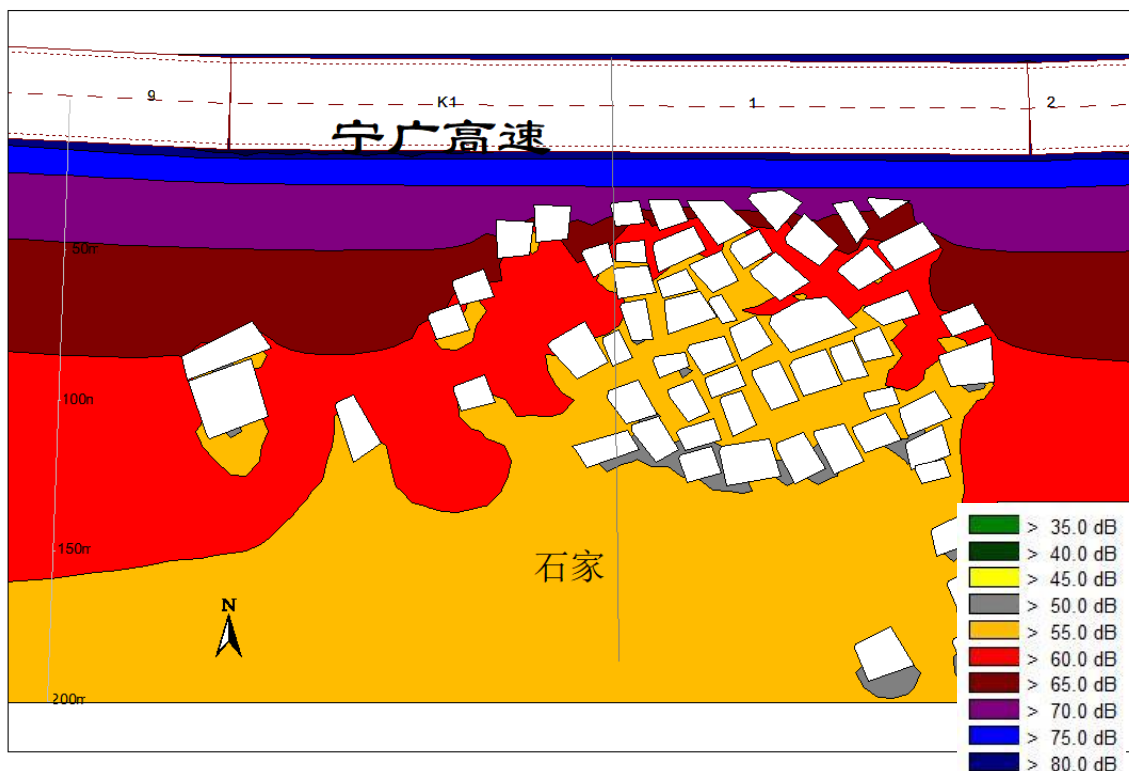 9 K1 1 2
宁广高速
50m
100m
150m
石家
N
200m
> 35.0 dB
> 40.0 dB
> 45.0 dB
> 50.0 dB
> 55.0 dB
> 60.0 dB
> 65.0 dB
> 70.0 dB
> 75.0 dB
> 80.0 dB